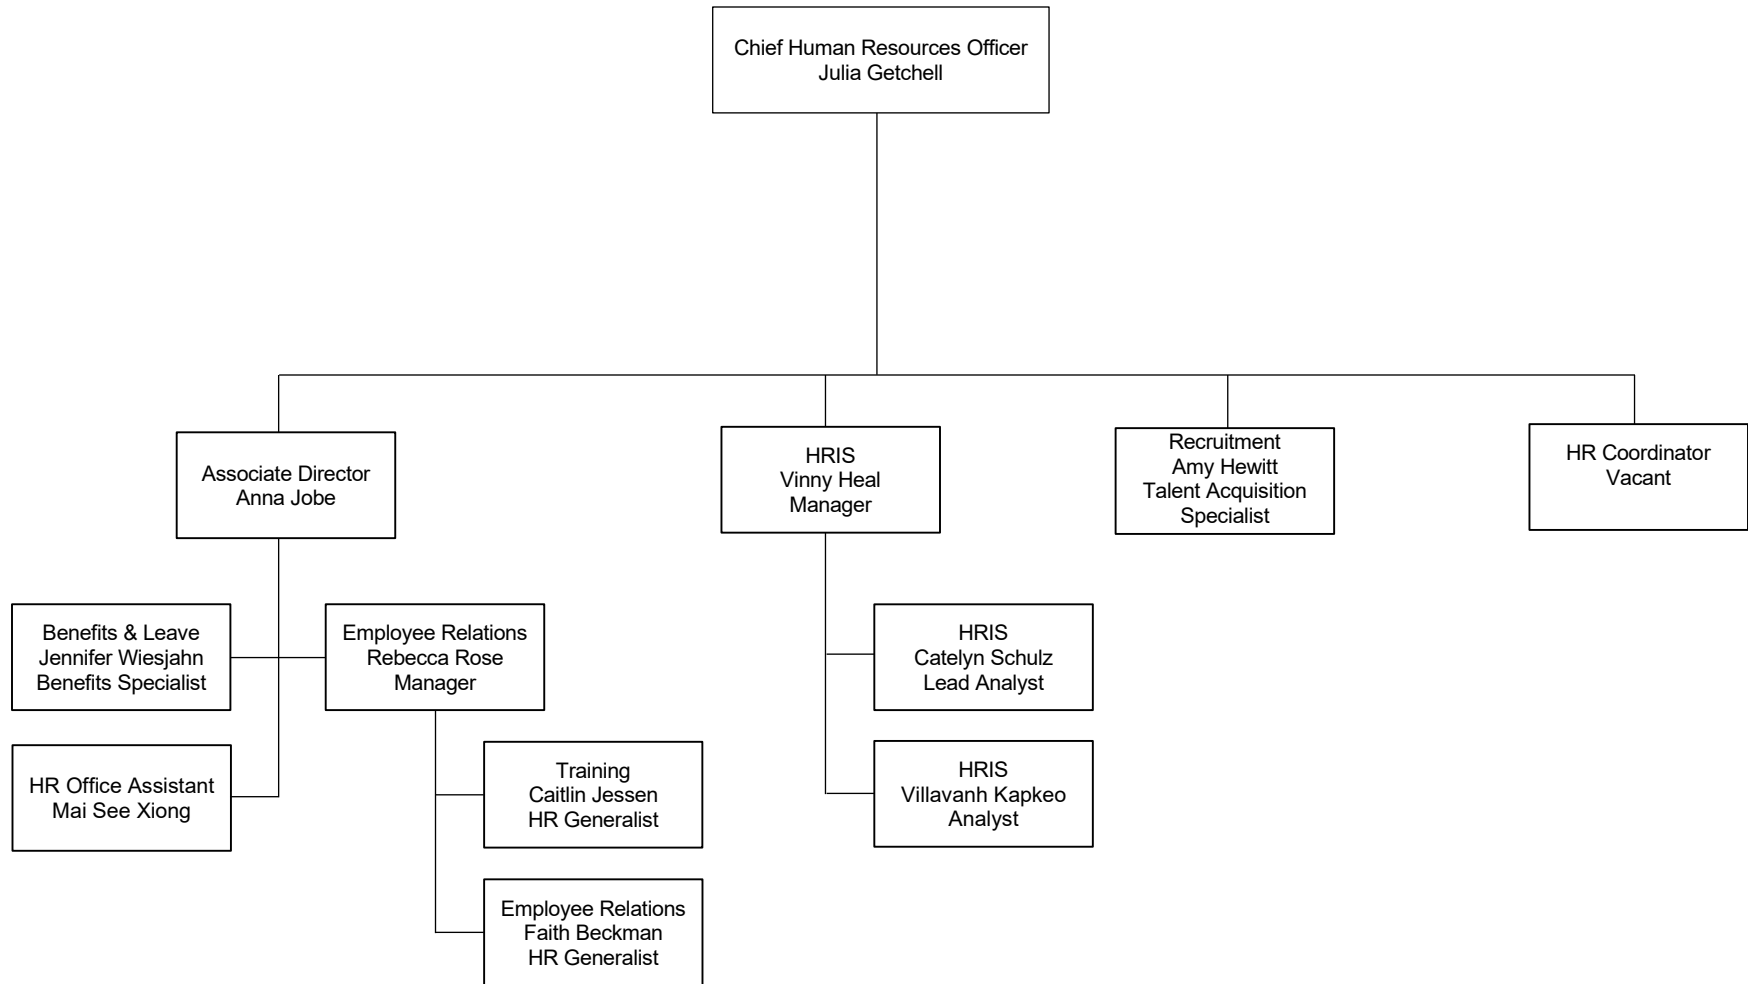 Chief Human Resources Officer
Julia Getchell
Associate Director
Anna Jobe
HRIS
Vinny Heal
Manager
Recruitment
Amy Hewitt
Talent Acquisition
Specialist
HR Coordinator
Vacant
Benefits & Leave
Jennifer Wiesjahn
Benefits Specialist
Employee Relations
Rebecca Rose
Manager
HRIS
Catelyn Schulz
Lead Analyst
HR Office Assistant
Mai See Xiong
Training
Caitlin Jessen
HR Generalist
HRIS
Villavanh Kapkeo
Analyst
Employee Relations
Faith Beckman
HR Generalist